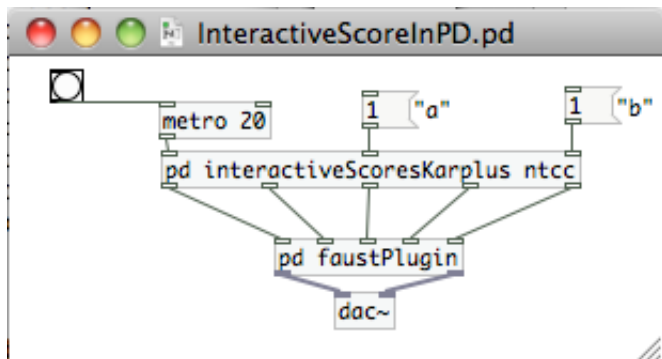 InteractiveScoreInPD.pd
metro 20
1 "a"
1 "b"
pd interactiveScoresKarplus ntcc
pd faustPlugin
dac~